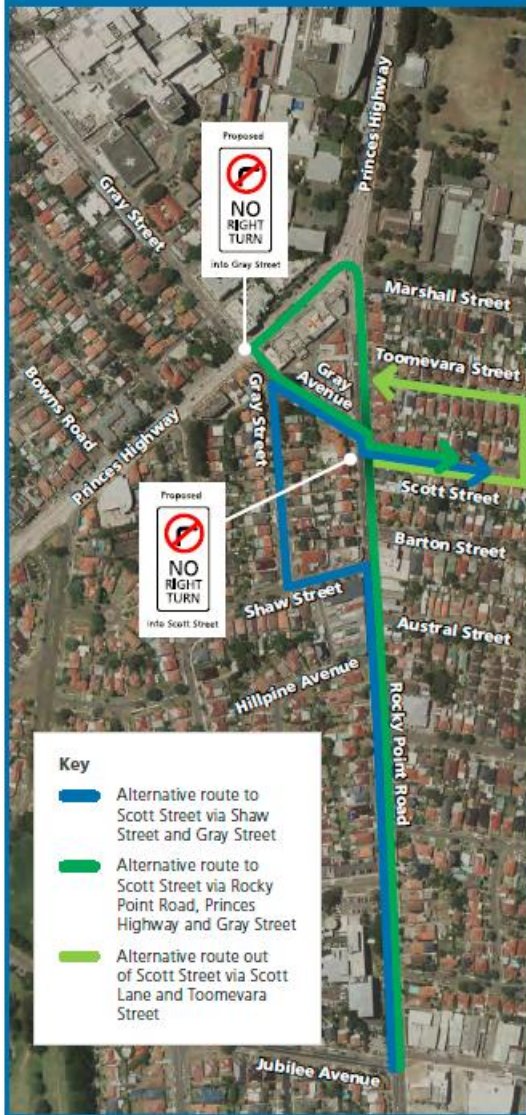 Princes Highway
Proposed
NO
RIGHT
TURN
into Gray Street
Gray Street
Marshall Street
Toomevara Street
Gray
Avenue
Bowns Road
Gray Street
Princes Highway
Scott Street
Proposed
NO
RIGHT
TURN
into Scott Street
Barton Street
Shaw Street
Austral Street
Hillpine Avenue
Rocky Point Road
Key
Alternative route to
Scott Street via Shaw
Street and Gray Street
Alternative route to
Scott Street via Rocky
Point Road, Princes
Highway and Gray Street
Alternative route out
of Scott Street via Scott
Lane and Toomevara
Street
Jubilee Avenue